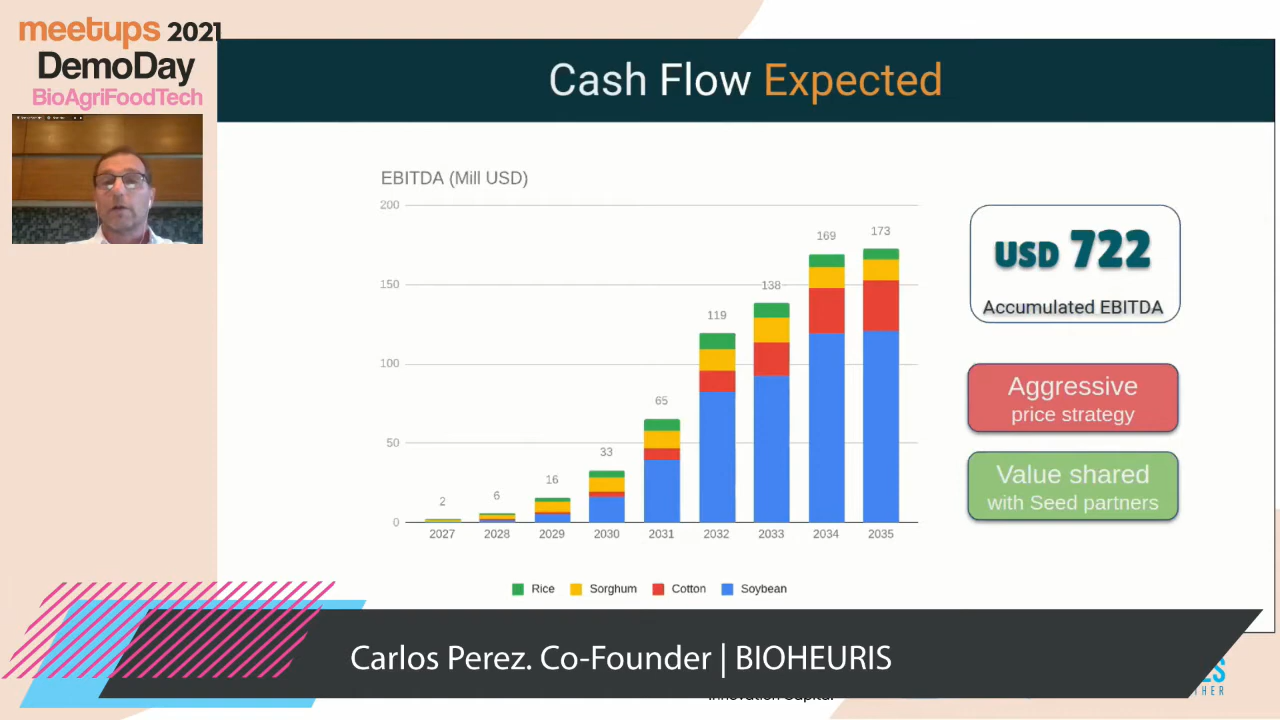 meetups 2021
DemoDay
BioAgriFoodTech
Cash Flow Expected
EBITDA (Mill USD)
200
150
100
50
0
2
6
16
33
65
119
138
169
173
2027
2028
2029
2030
2031
2032
2033
2034
2035
Rice
Sorghum
Cotton
Soybean
USD 722
Accumulated EBITDA
Aggressive
price strategy
Value shared
with Seed partners
Carlos Perez. Co-Founder | BIOHEURIS